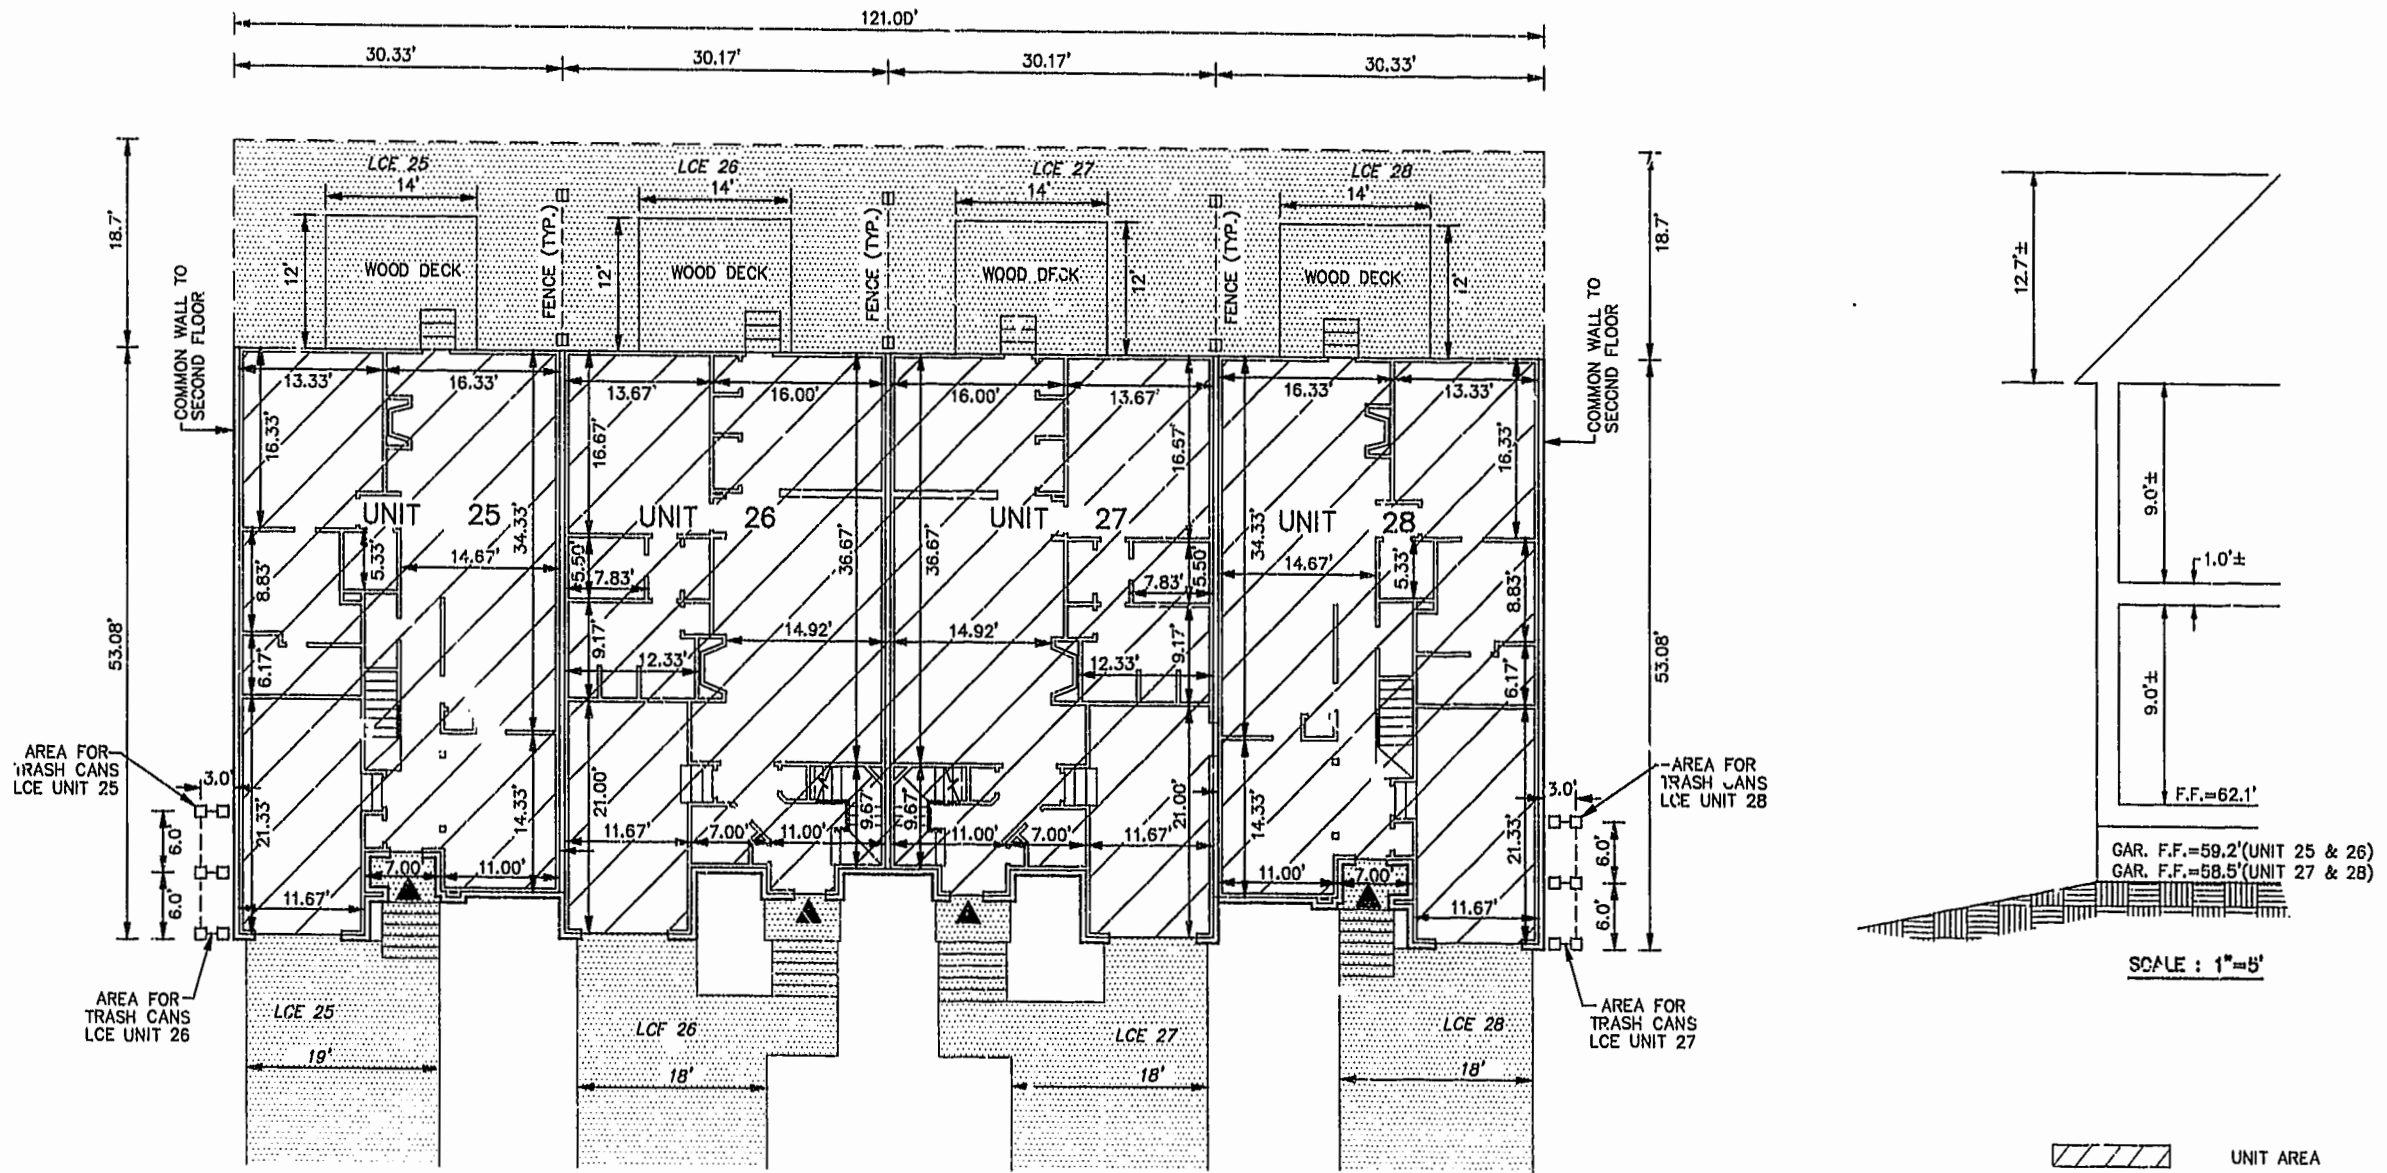 121.00'
30.33'
30.17'
30.17'
30.33'
LCE 25
LCE 26
LCE 27
LCE 28
14'
14'
14'
14'
18.7'
12'
WOOD DECK
FENCE (TYP.)
12'
WOOD DECK
FENCE (TYP.)
WOOD DECK
12'
FENCE (TYP.)
WOOD DECK
12'
18.7'
COMMON WALL TO
SECOND FLOOR
COMMON WALL TO
SECOND FLOOR
13.33'
16.33'
13.67'
16.00'
16.00'
13.67'
16.33'
13.33'
16.33'
16.67'
16.67'
16.33'
UNIT 25
UNIT 26
UNIT 27
UNIT 28
34.33'
36.67'
36.67'
34.33'
5.33'
14.67'
5.50'
7.83'
7.83'
5.50'
14.67'
5.33'
8.83'
8.83'
53.08'
53.08'
14.92'
14.92'
9.17'
12.33'
12.33'
9.17'
6.17'
6.17'
AREA FOR
TRASH CANS
LCE UNIT 25
3.0'
6.0'
6.0'
21.33'
14.33'
21.00'
9.67'
9.67'
21.00'
14.33'
21.33'
11.67'
7.00'
11.00'
11.00'
7.00'
11.67'
7.00'
11.00'
11.00'
7.00'
11.67'
11.67'
3.0'
6.0'
6.0'
AREA FOR
TRASH CANS
LCE UNIT 28
AREA FOR
TRASH CANS
LCE UNIT 26
AREA FOR
TRASH CANS
LCE UNIT 27
LCE 25
LCE 26
LCE 27
LCE 28
19'
18'
18'
18'
12.7'±
9.0'±
1.0'±
9.0'±
F.F.=62.1'
GAR. F.F.=59.2'(UNIT 25 & 26)
GAR. F.F.=58.5'(UNIT 27 & 28)
SCALE : 1"=5'
UNIT AREA